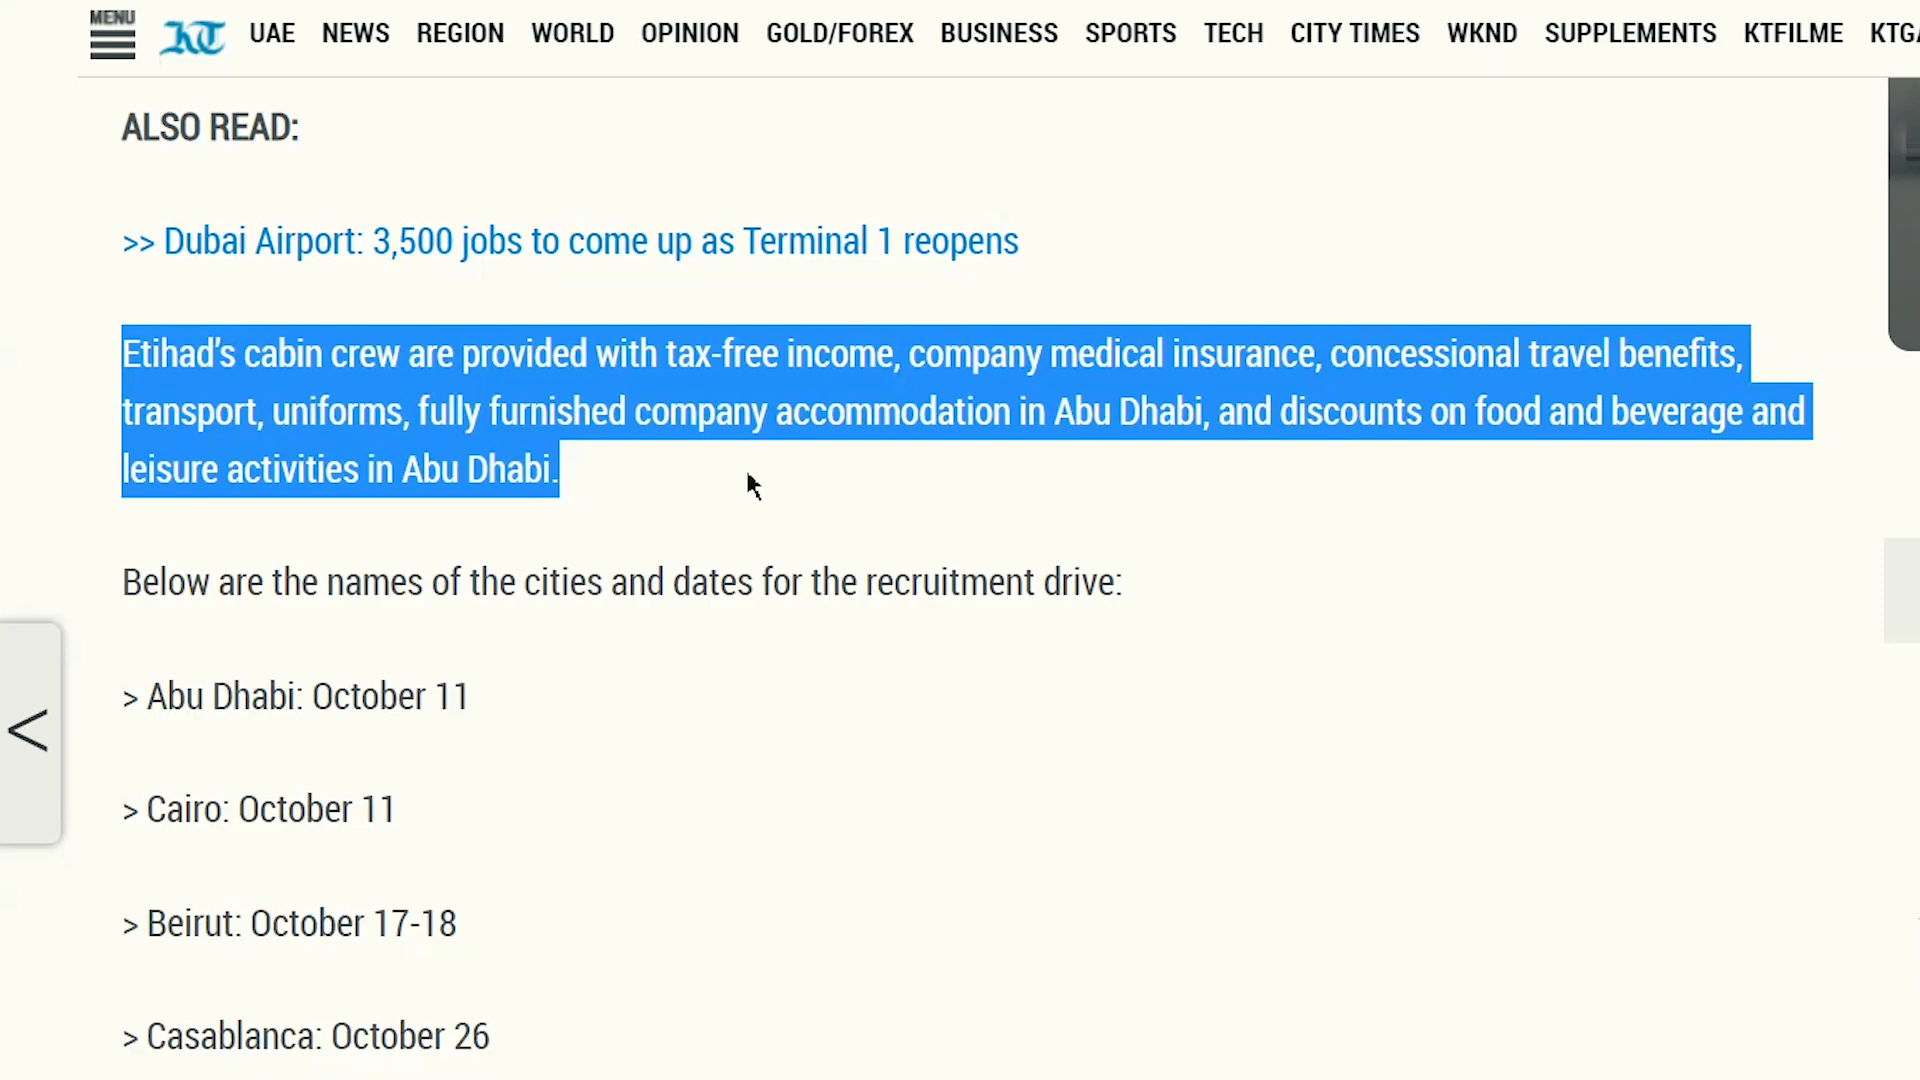 MENU
KT UAE NEWS REGION WORLD OPINION GOLD/FOREX BUSINESS SPORTS TECH CITY TIMES WKND SUPPLEMENTS KTFILME
ALSO READ:
>> Dubai Airport: 3,500 jobs to come up as Terminal 1 reopens
Etihad’s cabin crew are provided with tax-free income, company medical insurance, concessional travel benefits,
transport, uniforms, fully furnished company accommodation in Abu Dhabi, and discounts on food and beverage and
leisure activities in Abu Dhabi.
Below are the names of the cities and dates for the recruitment drive:
> Abu Dhabi: October 11
> Cairo: October 11
<
> Beirut: October 17-18
> Casablanca: October 26